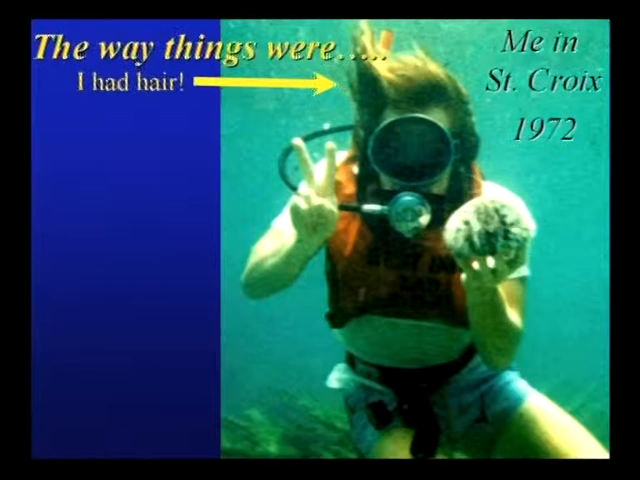 The way things were…..
I had hair!
Me in
St. Croix
1972